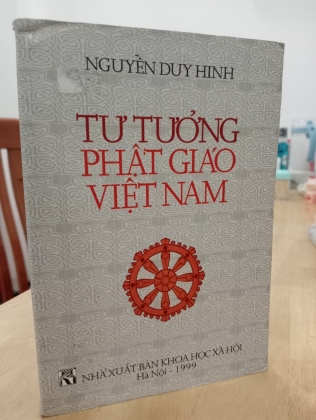 NGUYỄN DUY HINH
TƯ TƯỞNG
PHẬT GIÁO
VIỆT NAM
NHÀ XUẤT BẢN KHOA HỌC XÃ HỘI
Hà Nội - 1999